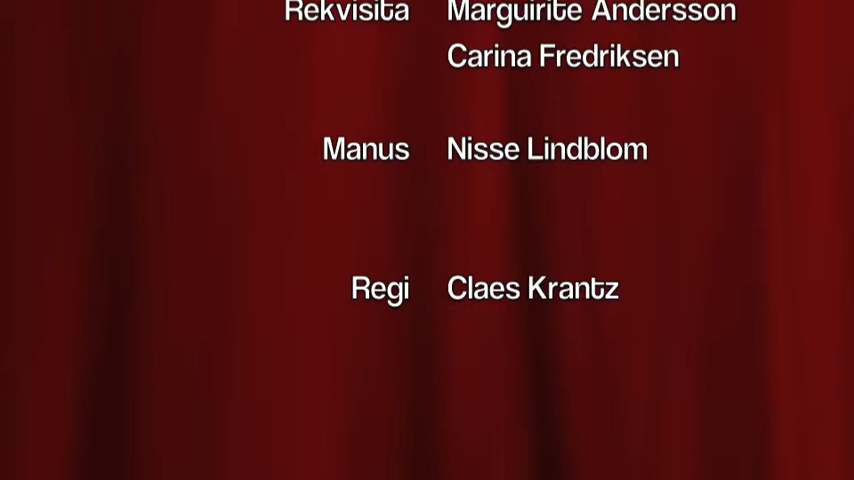 Rekvisita Marguirite Andersson
Carina Fredriksen
Manus Nisse Lindblom
Regi Claes Krantz